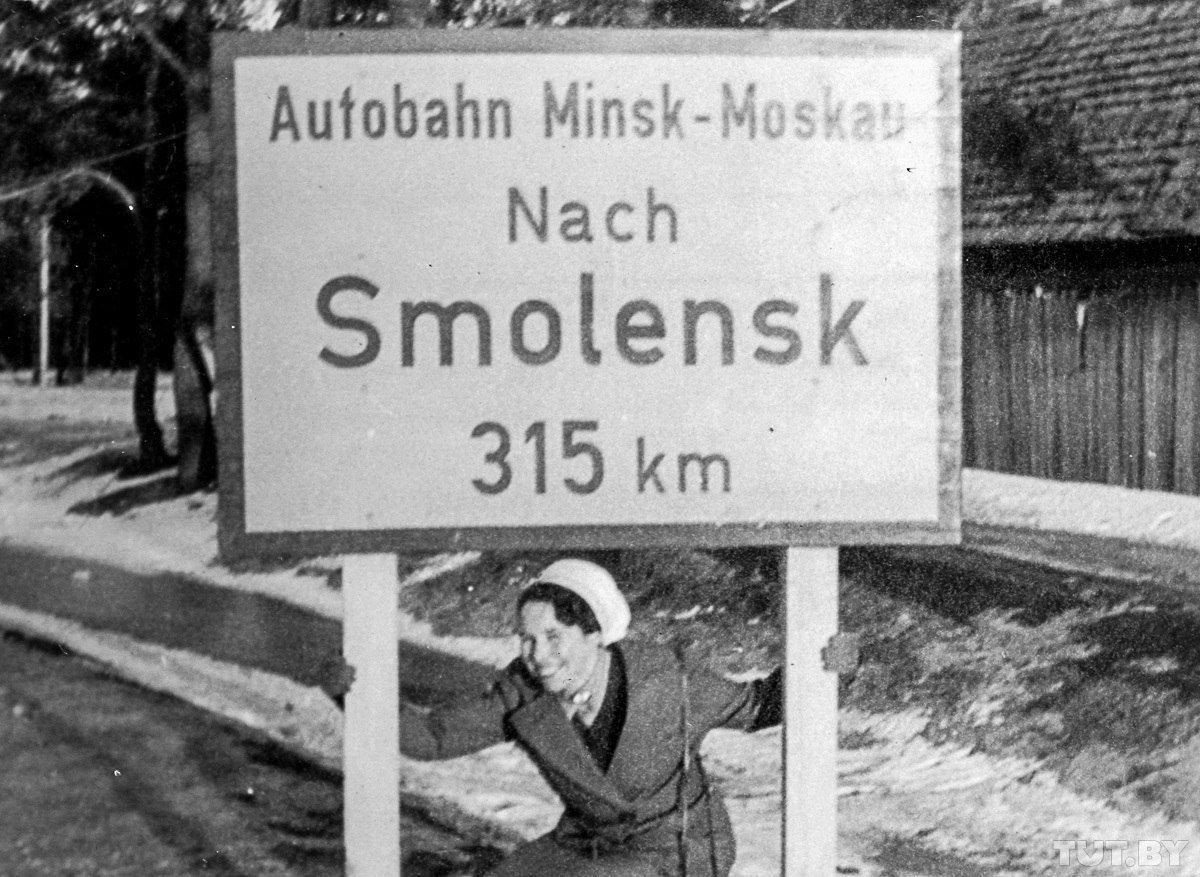 Autobahn Minsk-Moskau
Nach
Smolensk
315 km
TUT.BY